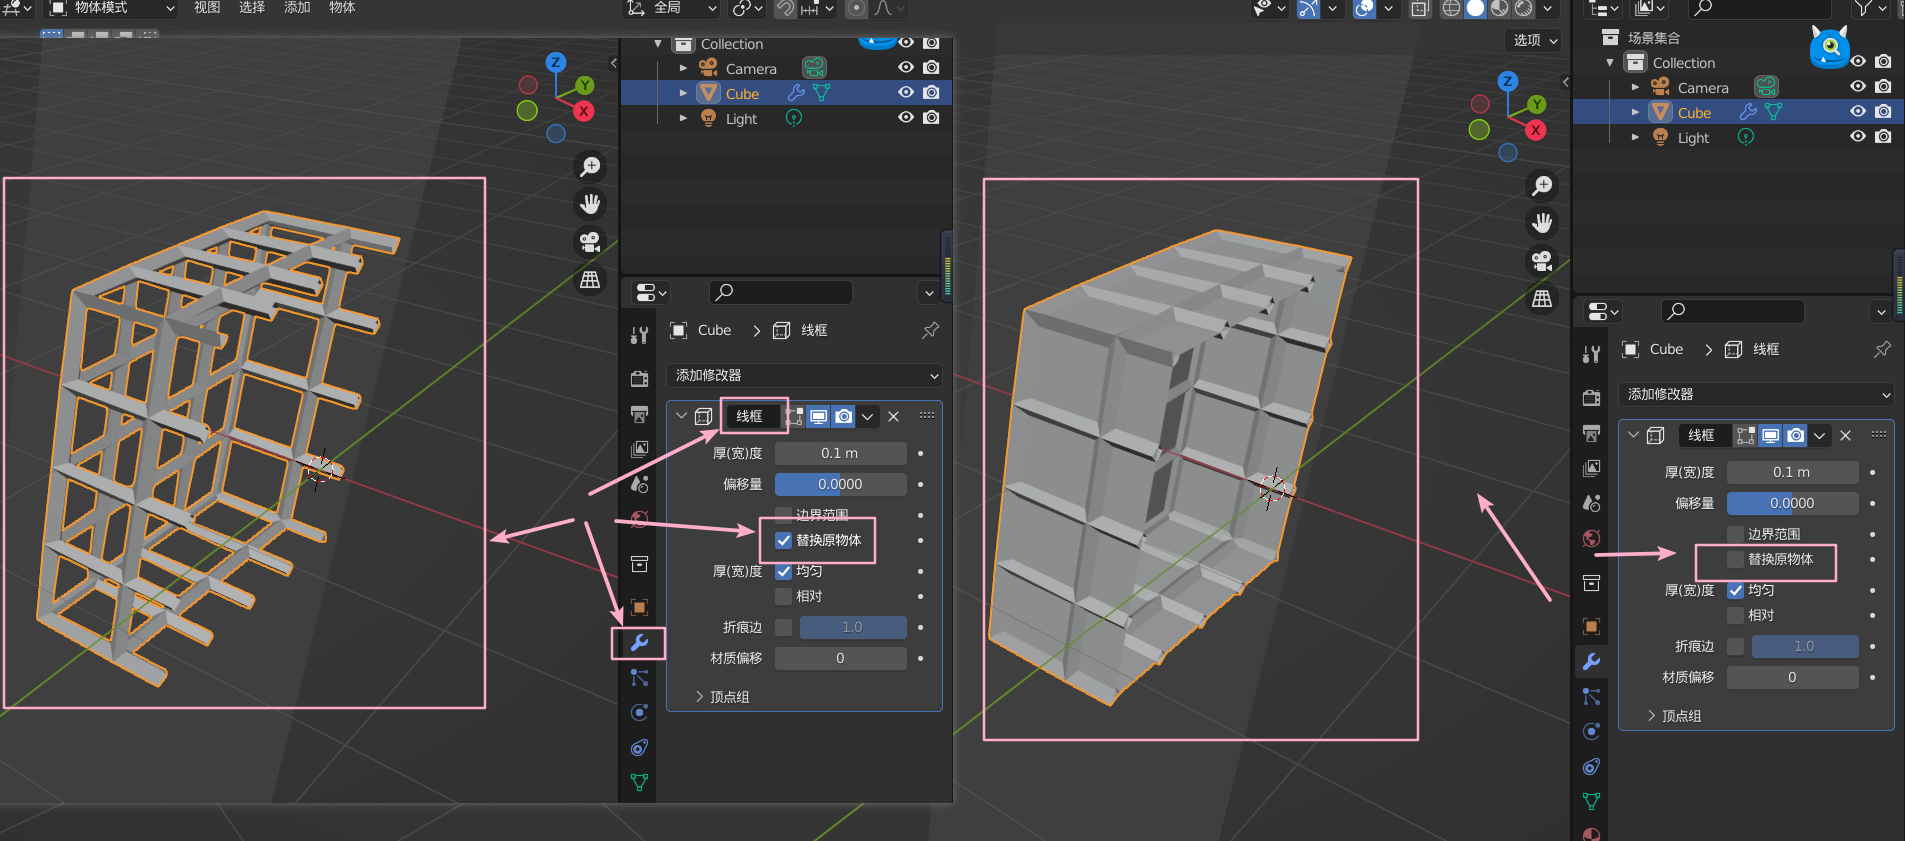 物体模式 视图 选择 添加 物体
全局
选项
Collection
Camera
Cube
Light
Z
Y
X
Cube 线框
添加修改器
线框
厚(宽)度 0.1 m
偏移量 0.0000
边界范围
替换原物体
厚(宽)度 均匀
相对
折痕边 1.0
材质偏移 0
顶点组
Z
Y
X
场景集合
Collection
Camera
Cube
Light
Cube 线框
添加修改器
线框
厚(宽)度 0.1 m
偏移量 0.0000
边界范围
替换原物体
厚(宽)度 均匀
相对
折痕边 1.0
材质偏移 0
顶点组